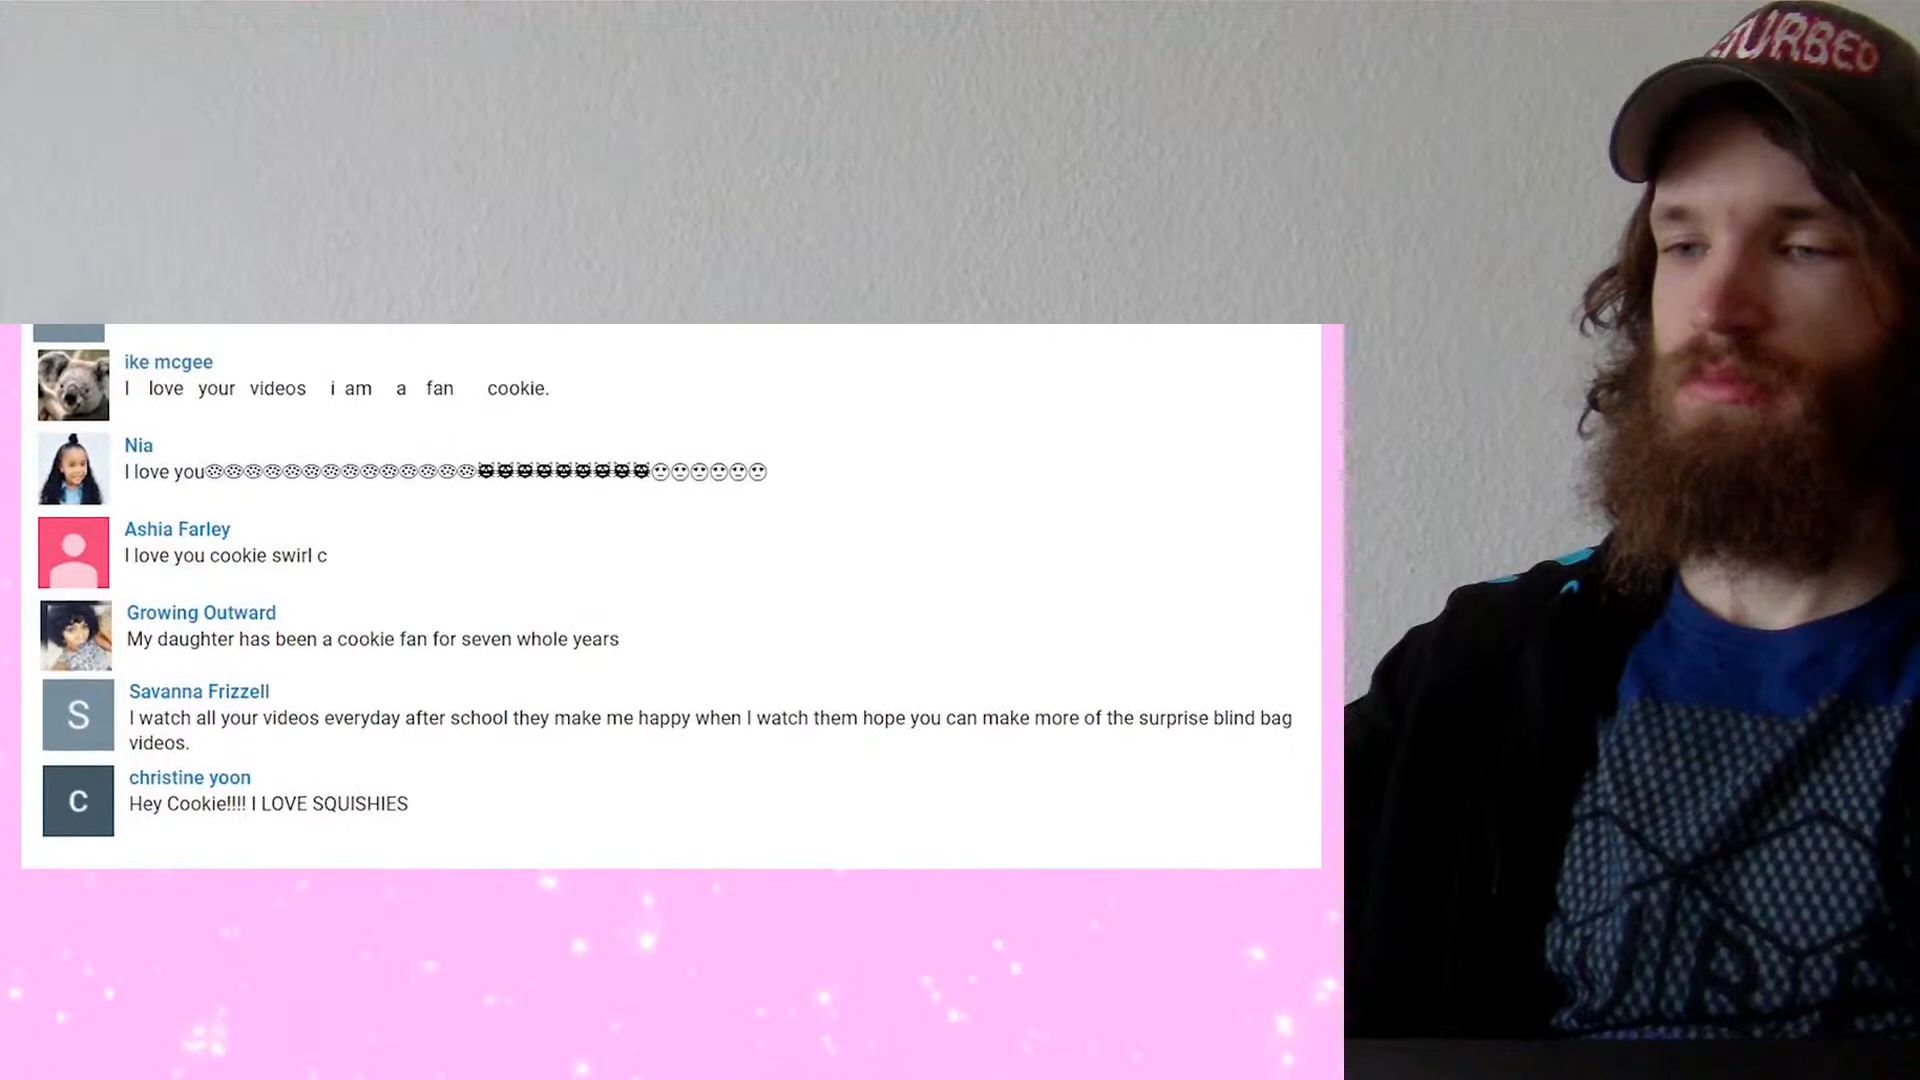 TURBED
ike mcgee
I love your videos i am a fan cookie.
Nia
I love you🍪🍪🍪🍪🍪🍪🍪🍪🍪🍪🍪🍪🍪🍪😻😻😻😻😻😻😻😻😻🙄🙄🙄🙄🙄🙄
Ashia Farley
I love you cookie swirl c
Growing Outward
My daughter has been a cookie fan for seven whole years
S
Savanna Frizzell
I watch all your videos everyday after school they make me happy when I watch them hope you can make more of the surprise blind bag
videos.
C
christine yoon
Hey Cookie!!!! I LOVE SQUISHIES